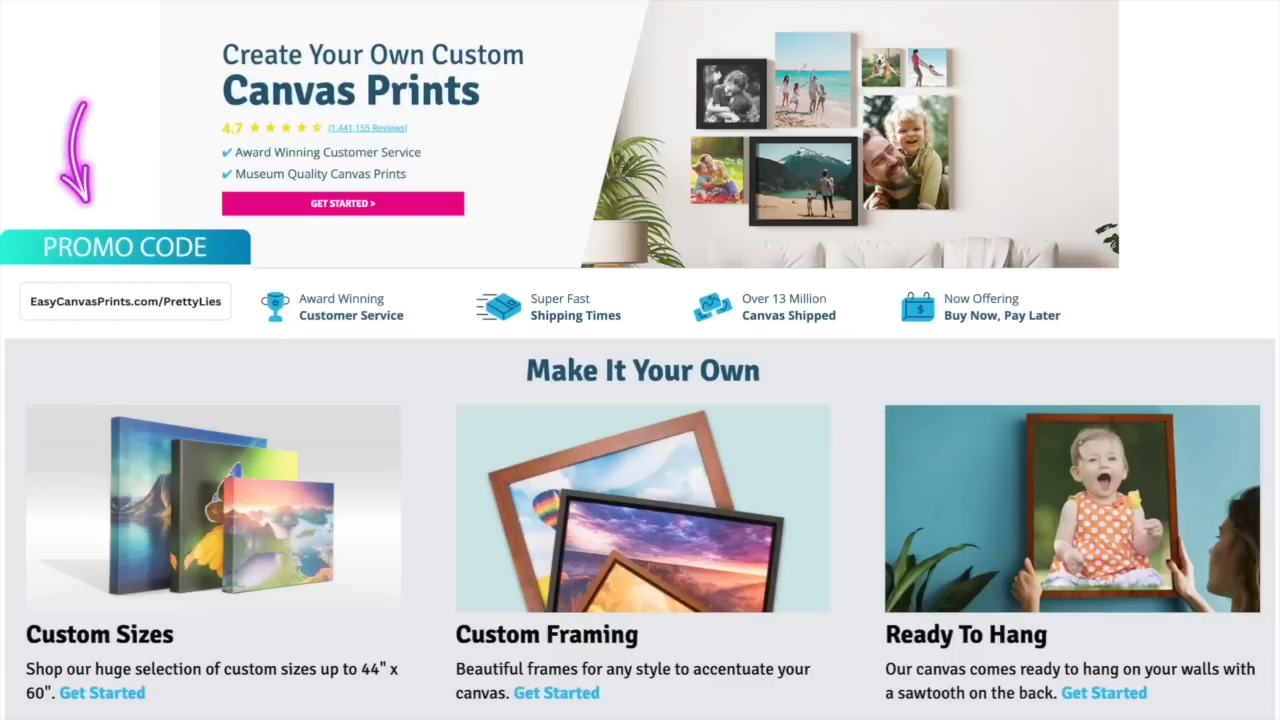 Create Your Own Custom
Canvas Prints
4.7 (1,441,155 Reviews)
Award Winning Customer Service
Museum Quality Canvas Prints
GET STARTED >
PROMO CODE
EasyCanvasPrints.com/PrettyLies
Award Winning
Customer Service
Super Fast
Shipping Times
Over 13 Million
Canvas Shipped
Now Offering
Buy Now, Pay Later
Make It Your Own
Custom Sizes
Shop our huge selection of custom sizes up to 44" x
60". Get Started
Custom Framing
Beautiful frames for any style to accentuate your
canvas. Get Started
Ready To Hang
Our canvas comes ready to hang on your walls with
a sawtooth on the back. Get Started